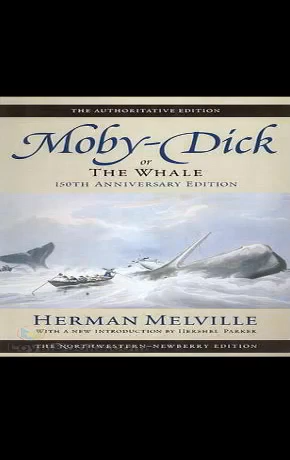 THE AUTHORITATIVE EDITION
Moby-Dick
or
THE WHALE
150TH ANNIVERSARY EDITION
HERMAN MELVILLE
WITH A NEW INTRODUCTION BY HERSHEL PARKER
THE NORTHWESTERN-NEWBERRY EDITION